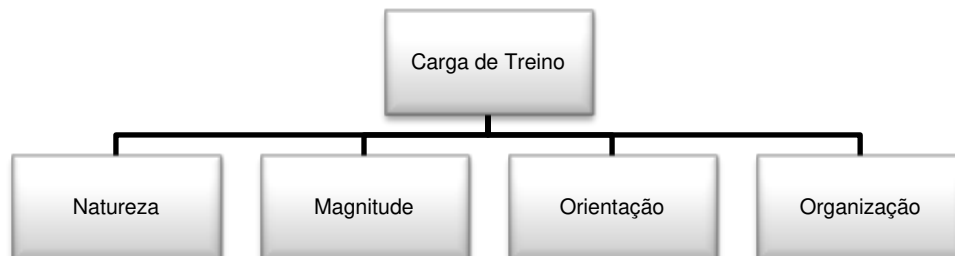 Carga de Treino
Natureza
Magnitude
Orientação
Organização